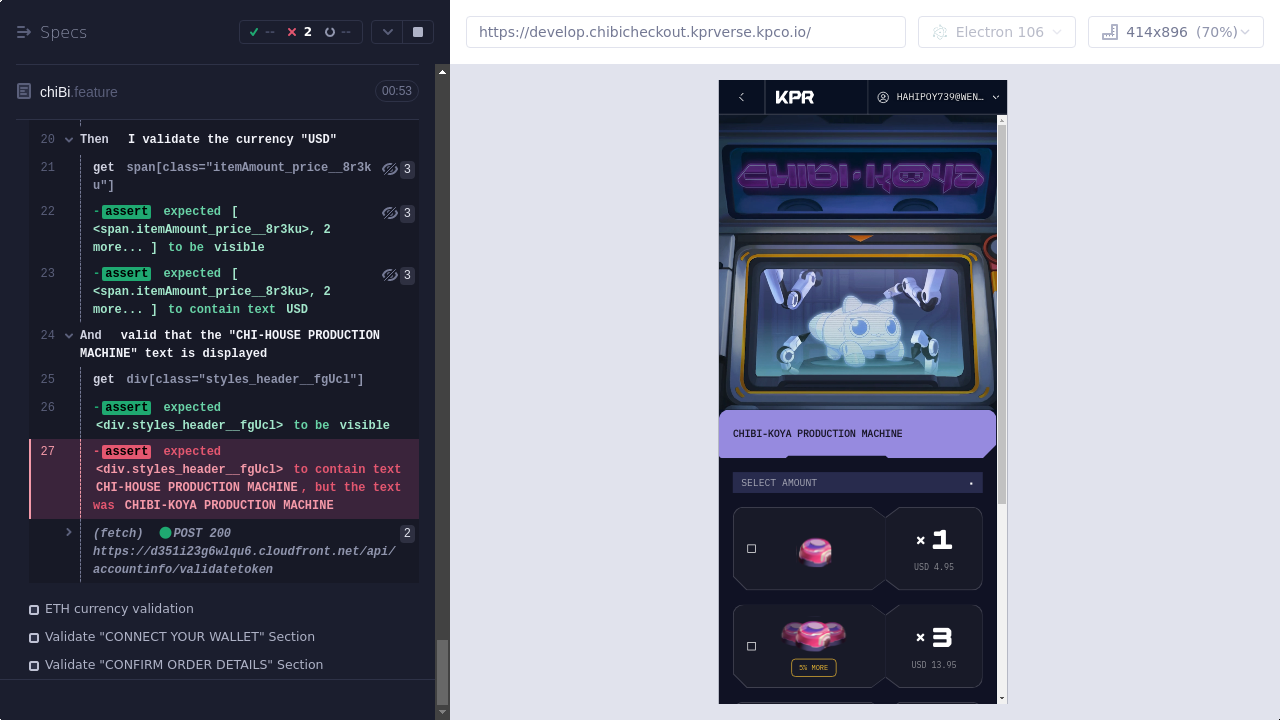 Specs
-- 2 --
https://develop.chibicheckout.kprverse.kpco.io/
Electron 106
414x896 (70%)
chiBi.feature 00:53
20 Then I validate the currency "USD"
21 get span[class="itemAmount_price__8r3k
u"] 3
22 -assert expected [
<span.itemAmount_price__8r3ku>, 2
more... ] to be visible 3
23 -assert expected [
<span.itemAmount_price__8r3ku>, 2
more... ] to contain text USD 3
24 And valid that the "CHI-HOUSE PRODUCTION
MACHINE" text is displayed
25 get div[class="styles_header__fgUcl"]
26 -assert expected
<div.styles_header__fgUcl> to be visible
27 -assert expected
<div.styles_header__fgUcl> to contain text
CHI-HOUSE PRODUCTION MACHINE, but the text
was CHIBI-KOYA PRODUCTION MACHINE
(fetch) POST 200 2
https://d351i23g6wlqub.cloudfront.net/api/
accountinfo/validatetoken
ETH currency validation
Validate "CONNECT YOUR WALLET" Section
Validate "CONFIRM ORDER DETAILS" Section
KPR
HAHIPOY739@WEN…
CHIBI·KOYA
CHIBI-KOYA PRODUCTION MACHINE
SELECT AMOUNT
×1
USD 4.95
×3
5% MORE
USD 13.95